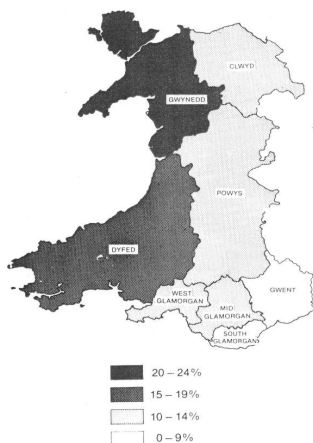 CLWYD
GWYNEDD
POWYS
DYFED
GWENT
WEST
GLAMORGAN
MID
GLAMORGAN
SOUTH
GLAMORGAN
20 – 24%
15 – 19%
10 – 14%
0 – 9%